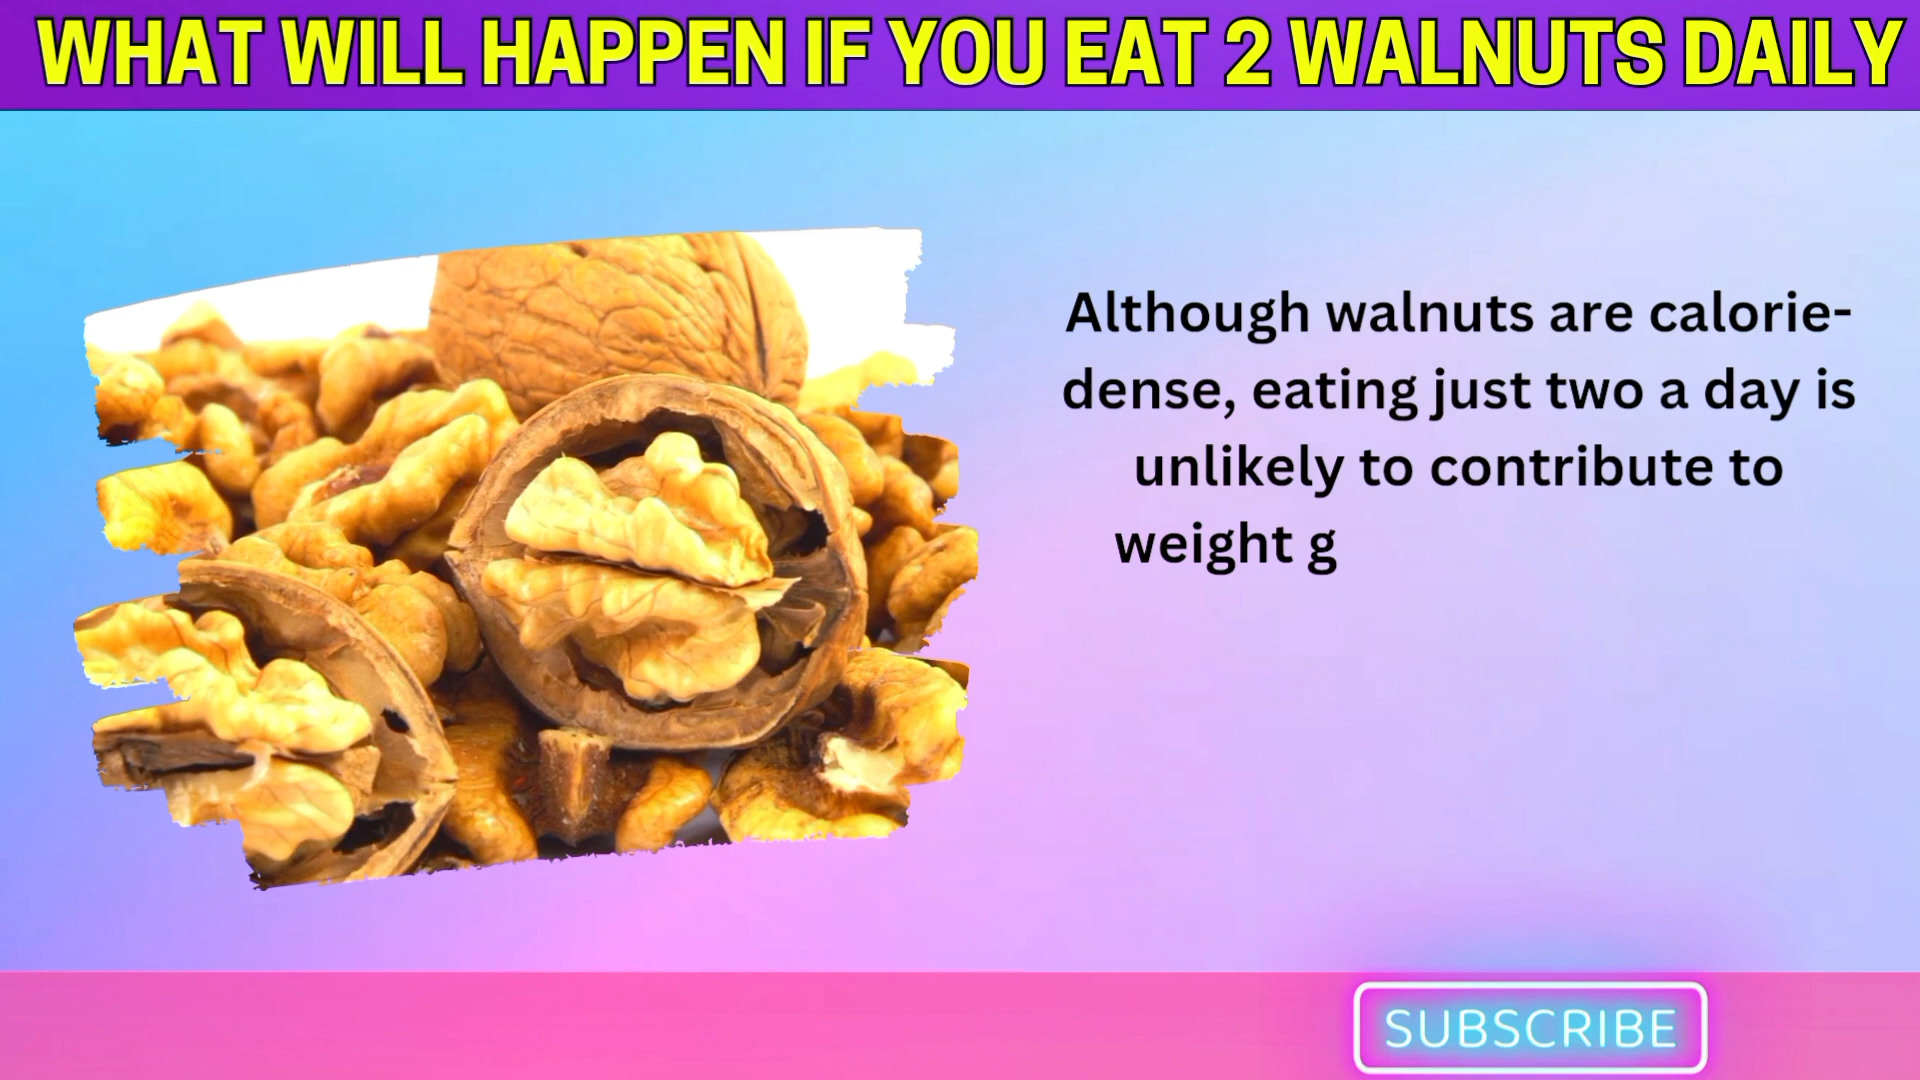 WHAT WILL HAPPEN IF YOU EAT 2 WALNUTS DAILY
Although walnuts are calorie-
dense, eating just two a day is
unlikely to contribute to
weight g
SUBSCRIBE